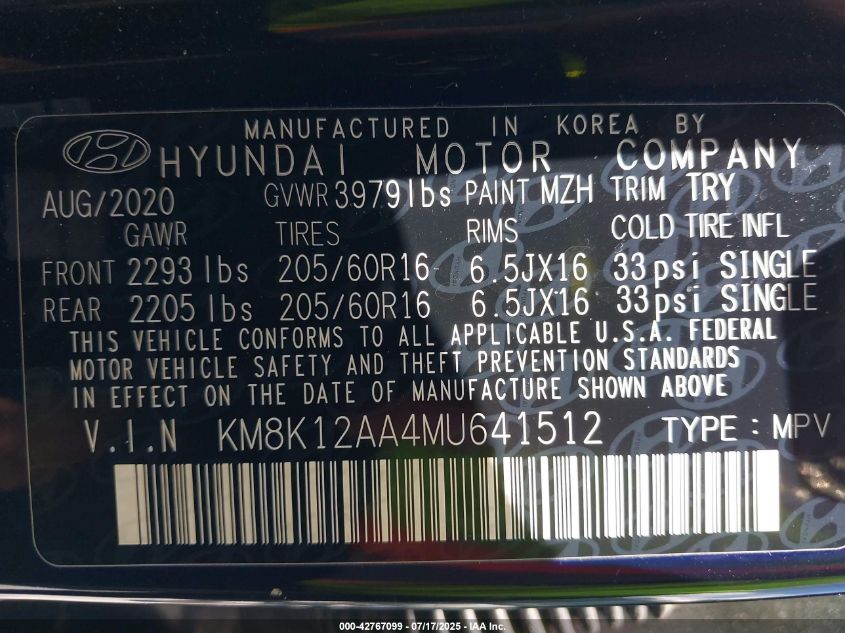 MANUFACTURED IN KOREA BY
HYUNDAI MOTOR COMPANY
AUG/2020 GVWR 3979lbs PAINT MZH TRIM TRY
GAWR TIRES RIMS COLD TIRE INFL
FRONT 2293 lbs 205/60R16 6.5JX16 33psi SINGLE
REAR 2205 lbs 205/60R16 6.5JX16 33psi SINGLE
THIS VEHICLE CONFORMS TO ALL APPLICABLE U.S.A. FEDERAL
MOTOR VEHICLE SAFETY AND THEFT PREVENTION STANDARDS
IN EFFECT ON THE DATE OF MANUFACTURE SHOWN ABOVE
V.I.N KM8K12AA4MU641512 TYPE : MPV
000-42767099 - 07/17/2025 - IAA Inc.